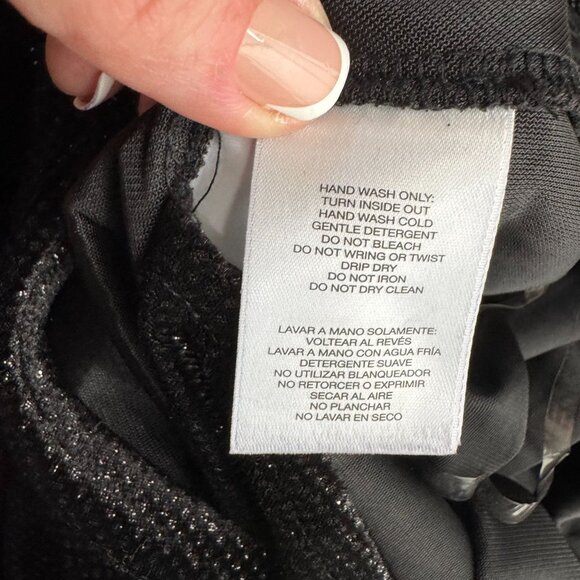 HAND WASH ONLY:
TURN INSIDE OUT
HAND WASH COLD
GENTLE DETERGENT
DO NOT BLEACH
DO NOT WRING OR TWIST
DRIP DRY
DO NOT IRON
DO NOT DRY CLEAN
LAVAR A MANO SOLAMENTE:
VOLTEAR AL REVÉS
LAVAR A MANO CON AGUA FRÍA
DETERGENTE SUAVE
NO UTILIZAR BLANQUEADOR
NO RETORCER O EXPRIMIR
SECAR AL AIRE
NO PLANCHAR
NO LAVAR EN SECO